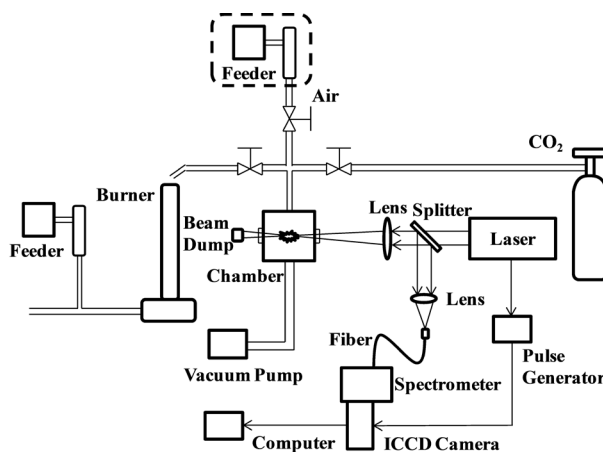 Feeder
Air
CO₂
Burner
Feeder
Beam
Dump
Lens
Splitter
Laser
Chamber
Lens
Fiber
Pulse
Generator
Vacuum Pump
Spectrometer
Computer
ICCD Camera